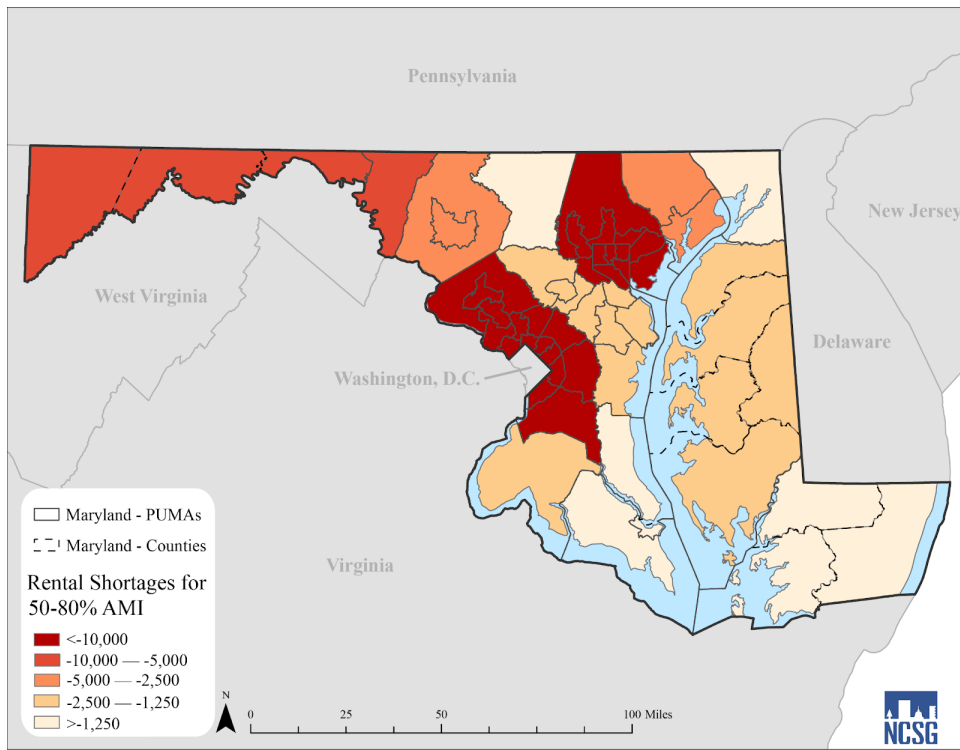 Pennsylvania
New Jersey
West Virginia
Delaware
Washington, D.C.
Virginia
Maryland - PUMAs
Maryland - Counties
Rental Shortages for
50-80% AMI
<-10,000
-10,000 — -5,000
-5,000 — -2,500
-2,500 — -1,250
>-1,250
N
0 25 50 100 Miles
NCSG